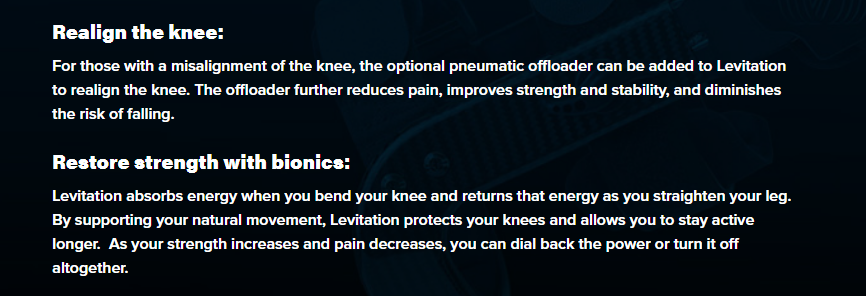 Realign the knee:
For those with a misalignment of the knee, the optional pneumatic offloader can be added to Levitation
to realign the knee. The offloader further reduces pain, improves strength and stability, and diminishes
the risk of falling.
Restore strength with bionics:
Levitation absorbs energy when you bend your knee and returns that energy as you straighten your leg.
By supporting your natural movement, Levitation protects your knees and allows you to stay active
longer.  As your strength increases and pain decreases, you can dial back the power or turn it off
altogether.